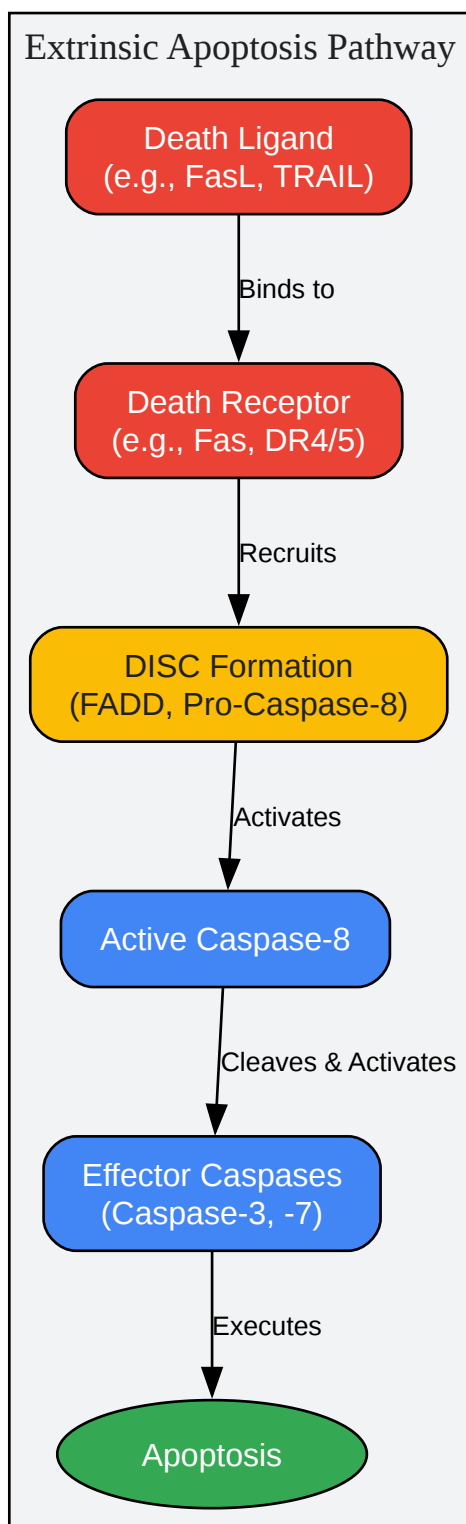 Extrinsic Apoptosis Pathway
Death Ligand
(e.g., FasL, TRAIL)
Binds to
Death Receptor
(e.g., Fas, DR4/5)
Recruits
DISC Formation
(FADD, Pro-Caspase-8)
Activates
Active Caspase-8
Cleaves & Activates
Effector Caspases
(Caspase-3, -7)
Executes
Apoptosis